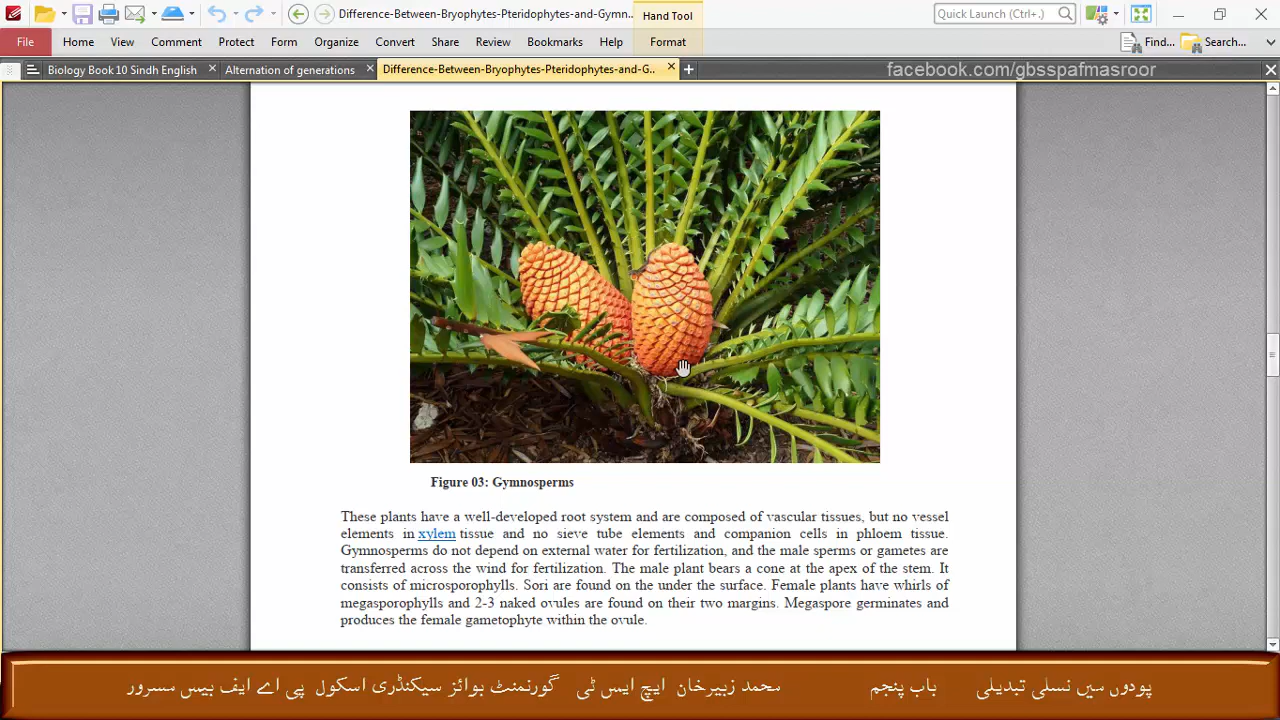 Difference-Between-Bryophytes-Pteridophytes-and-Gymn...
Hand Tool
Quick Launch (Ctrl+.)
File
Home
View
Comment
Protect
Form
Organize
Convert
Share
Review
Bookmarks
Help
Format
Find...
Search...
Biology Book 10 Sindh English
Alternation of generations
Difference-Between-Bryophytes-Pteridophytes-and-G..
facebook.com/gbsspafmasroor
Figure 03: Gymnosperms
These plants have a well-developed root system and are composed of vascular tissues, but no vessel
elements in xylem tissue and no sieve tube elements and companion cells in phloem tissue.
Gymnosperms do not depend on external water for fertilization, and the male sperms or gametes are
transferred across the wind for fertilization. The male plant bears a cone at the apex of the stem. It
consists of microsporophylls. Sori are found on the under the surface. Female plants have whirls of
megasporophylls and 2-3 naked ovules are found on their two margins. Megaspore germinates and
produces the female gametophyte within the ovule.
پودوں میں نسلی تبدیلی باب پنجم محمد زبیرخان ایچ ایس ٹی گورنمنٹ بوائز سیکنڈری اسکول پی اے ایف بیس مسرور